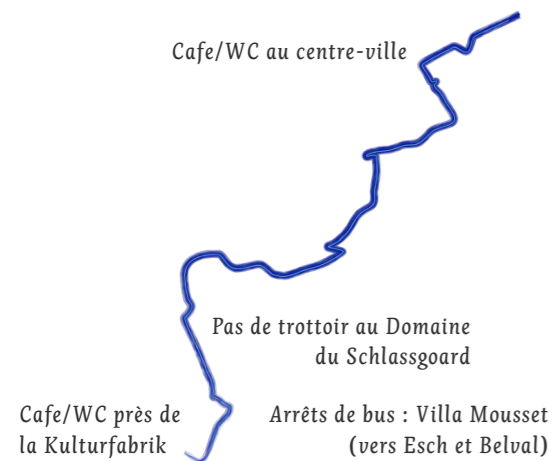 Cafe/WC au centre-ville
Pas de trottoir au Domaine
du Schlassgoard
Cafe/WC près de
la Kulturfabrik
Arrêts de bus : Villa Mousset
(vers Esch et Belval)